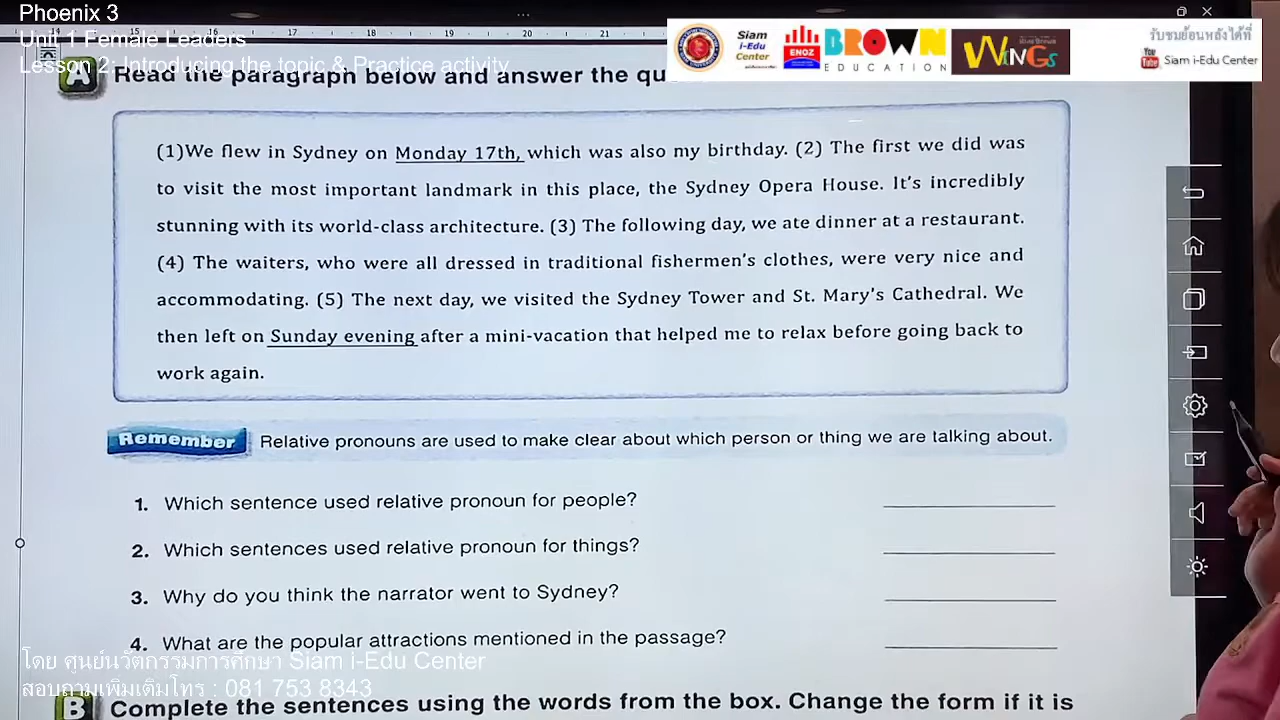 Phoenix 3
Unit 1 Female Leaders
Lesson 2: Introducing the topic & Practice activity
15 16 17 18 19 20 21
Siam
i-Edu
Center
ENOZ
BROWN
EDUCATION
WiNGs
รับชมย้อนหลังได้ที่
You
Tube
Siam i-Edu Center
A Read the paragraph below and answer the qu
(1)We flew in Sydney on Monday 17th, which was also my birthday. (2) The first we did was
to visit the most important landmark in this place, the Sydney Opera House. It's incredibly
stunning with its world-class architecture. (3) The following day, we ate dinner at a restaurant.
(4) The waiters, who were all dressed in traditional fishermen's clothes, were very nice and
accommodating. (5) The next day, we visited the Sydney Tower and St. Mary's Cathedral. We
then left on Sunday evening after a mini-vacation that helped me to relax before going back to
work again.
Remember Relative pronouns are used to make clear about which person or thing we are talking about.
1. Which sentence used relative pronoun for people?
2. Which sentences used relative pronoun for things?
3. Why do you think the narrator went to Sydney?
4. What are the popular attractions mentioned in the passage?
โดย ศูนย์นวัตกรรมการศึกษา Siam i-Edu Center
สอบถามเพิ่มเติมโทร : 081 753 8343
B Complete the sentences using the words from the box. Change the form if it is